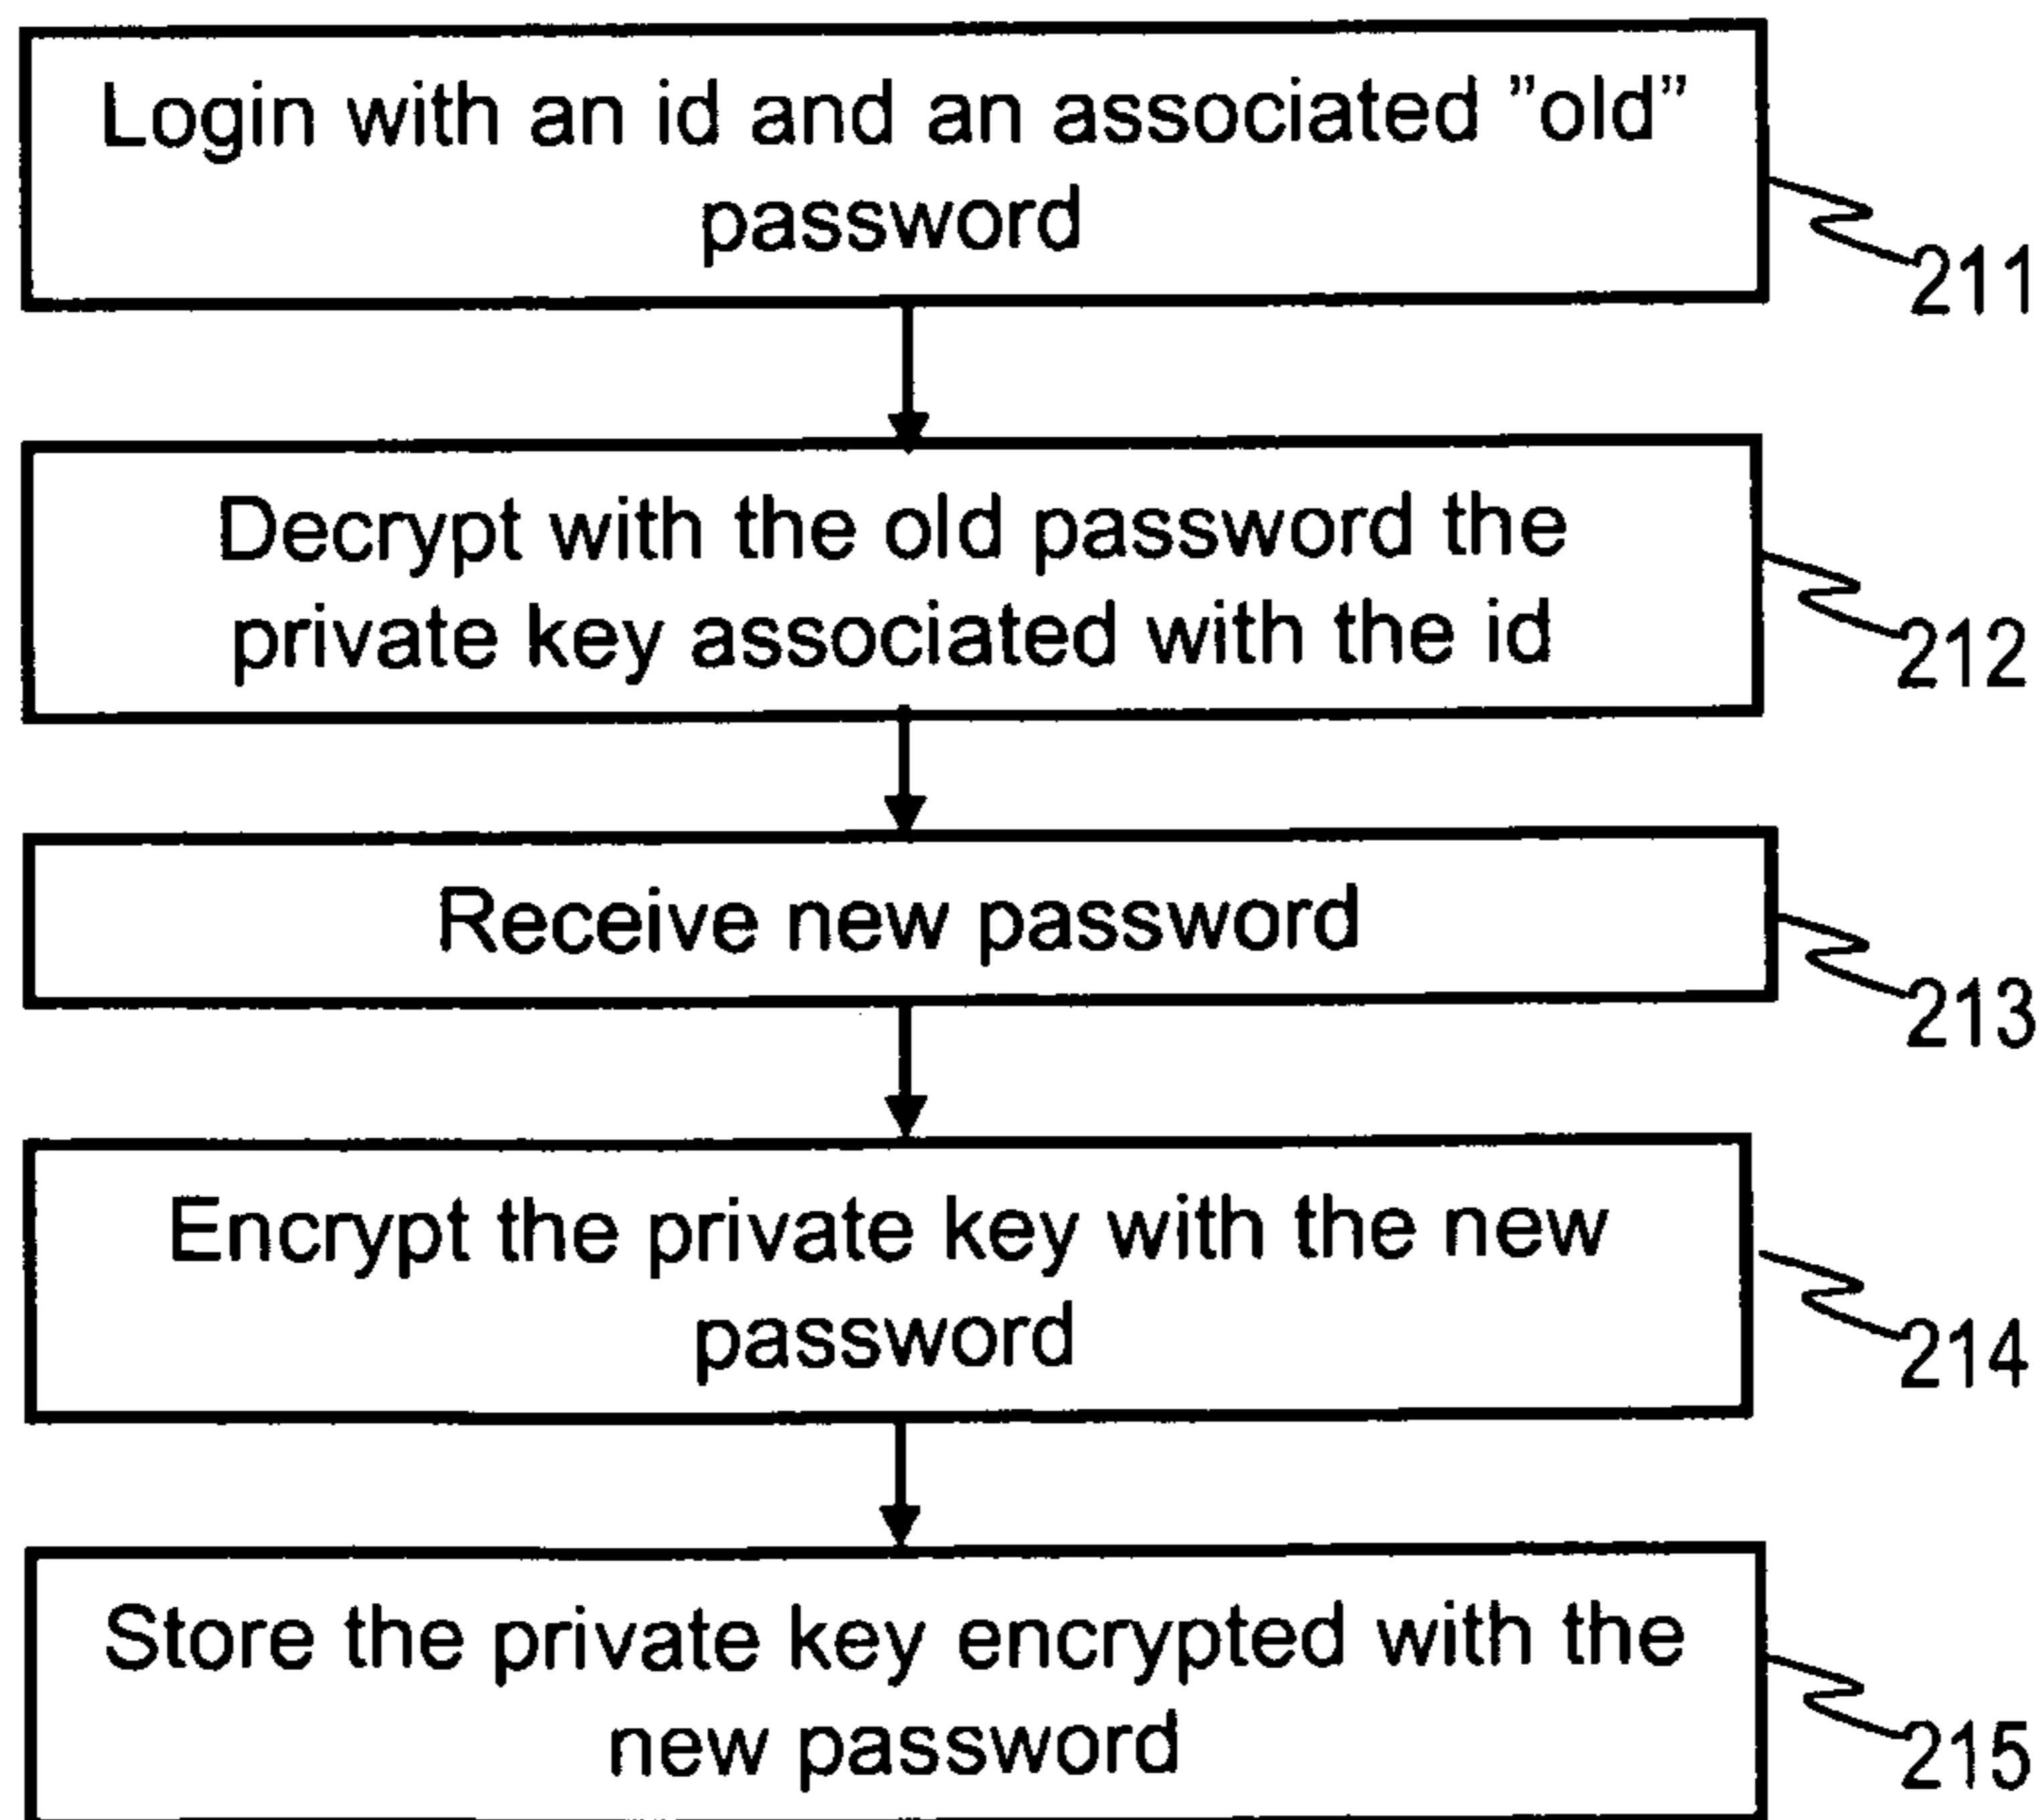 Login with an id and an associated ”old”
password
211
Decrypt with the old password the
private key associated with the id
212
Receive new password
213
Encrypt the private key with the new
password
214
Store the private key encrypted with the
new password
215